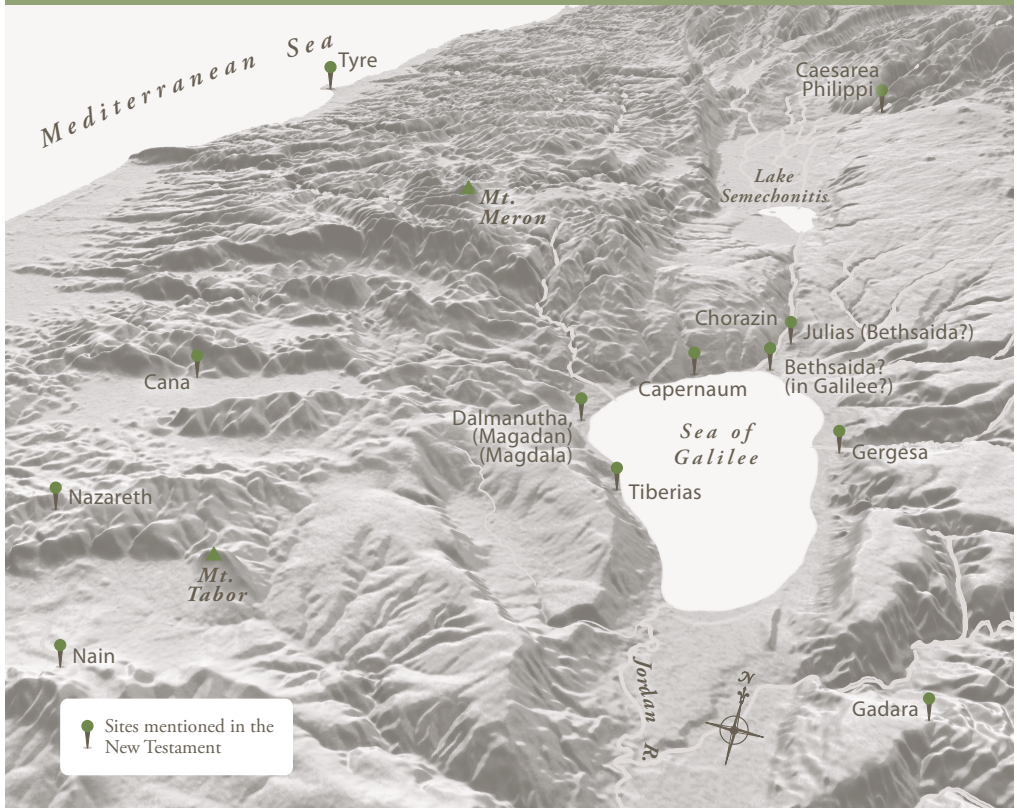 Mediterranean Sea
Tyre
Caesarea
Philippi
Lake
Semechonitis
Mt.
Meron
Chorazin
Julias (Bethsaida?)
Cana
Capernaum
Bethsaida?
(in Galilee?)
Dalmanutha,
(Magadan)
(Magdala)
Sea of
Galilee
Gergesa
Nazareth
Tiberias
Mt.
Tabor
Nain
Jordan R.
N
Gadara
Sites mentioned in the
New Testament